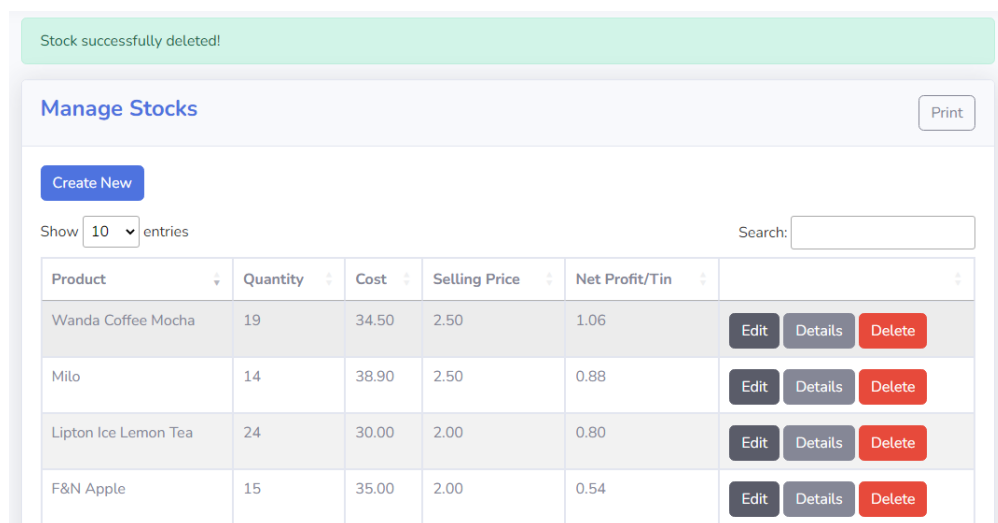 Stock successfully deleted!
Manage Stocks
Print
Create New
Show 10 entries
Search:
Product Quantity Cost Selling Price Net Profit/Tin
Wanda Coffee Mocha 19 34.50 2.50 1.06 Edit Details Delete
Milo 14 38.90 2.50 0.88 Edit Details Delete
Lipton Ice Lemon Tea 24 30.00 2.00 0.80 Edit Details Delete
F&N Apple 15 35.00 2.00 0.54 Edit Details Delete